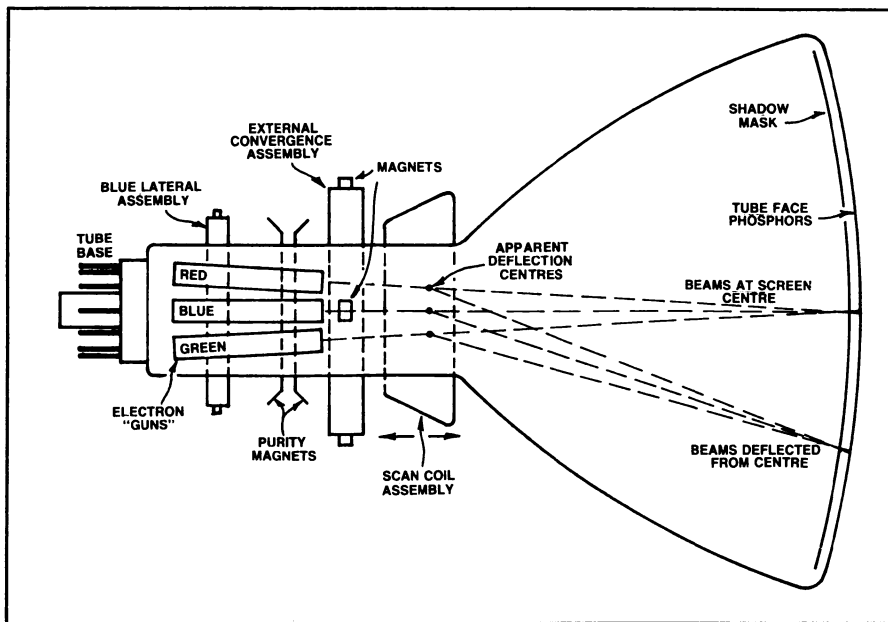 EXTERNAL
CONVERGENCE
ASSEMBLY
MAGNETS
BLUE LATERAL
ASSEMBLY
TUBE
BASE
RED
BLUE
GREEN
ELECTRON
"GUNS"
PURITY
MAGNETS
SCAN COIL
ASSEMBLY
APPARENT
DEFLECTION
CENTRES
SHADOW
MASK
TUBE FACE
PHOSPHORS
BEAMS AT SCREEN
CENTRE
BEAMS DEFLECTED
FROM CENTRE